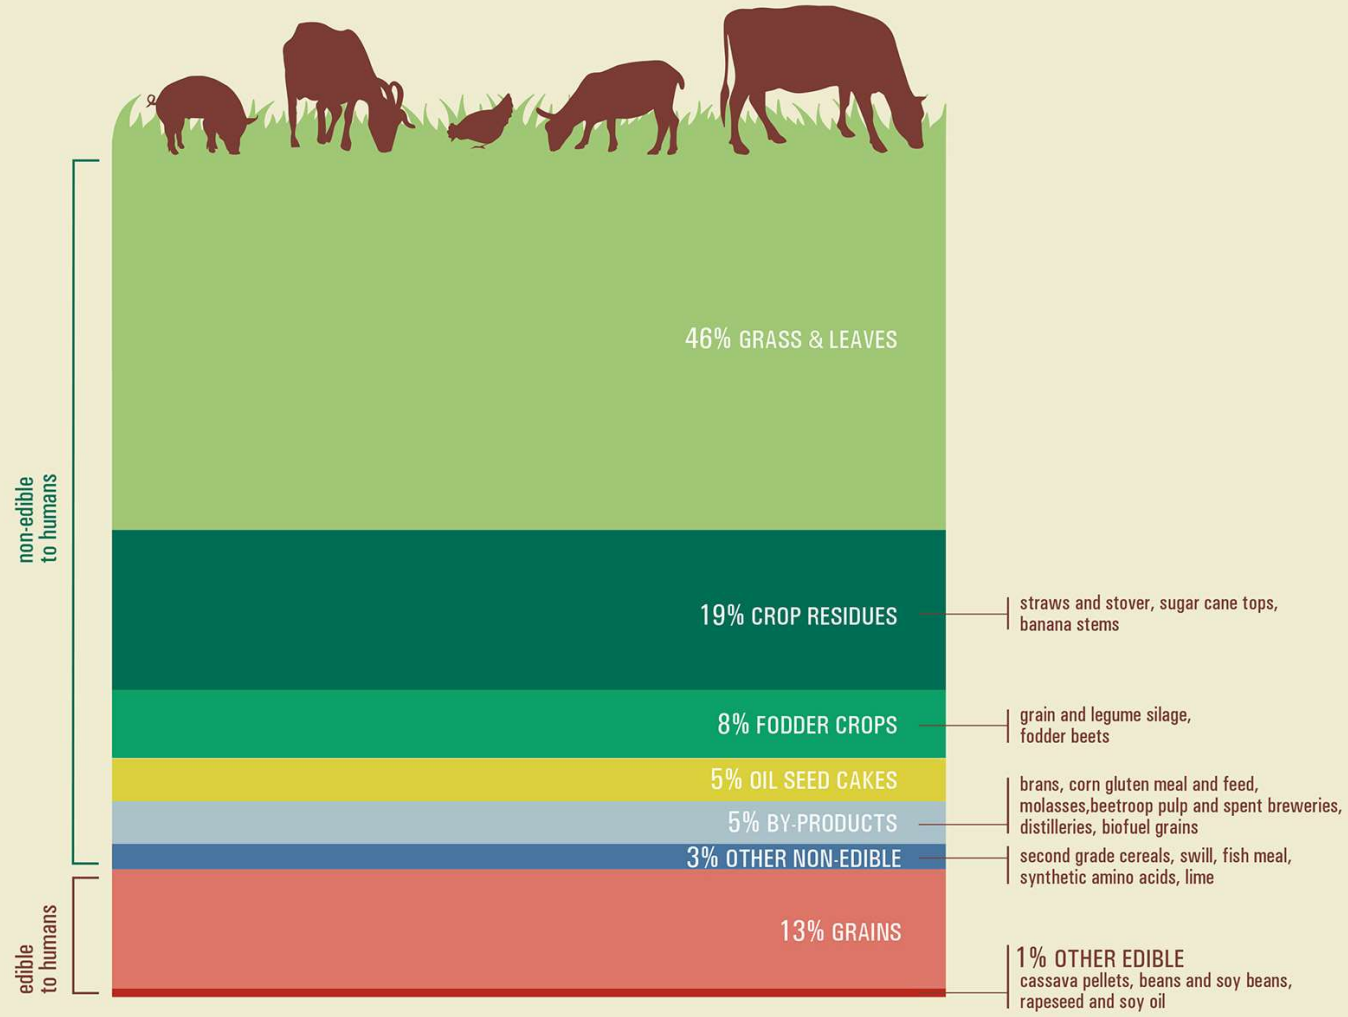 46% GRASS & LEAVES
non-edible
to humans
19% CROP RESIDUES
straws and stover, sugar cane tops,
banana stems
8% FODDER CROPS
grain and legume silage,
fodder beets
5% OIL SEED CAKES
5% BY-PRODUCTS
brans, corn gluten meal and feed,
molasses,beetroop pulp and spent breweries,
distilleries, biofuel grains
3% OTHER NON-EDIBLE
second grade cereals, swill, fish meal,
synthetic amino acids, lime
edible
to humans
13% GRAINS
1% OTHER EDIBLE
cassava pellets, beans and soy beans,
rapeseed and soy oil